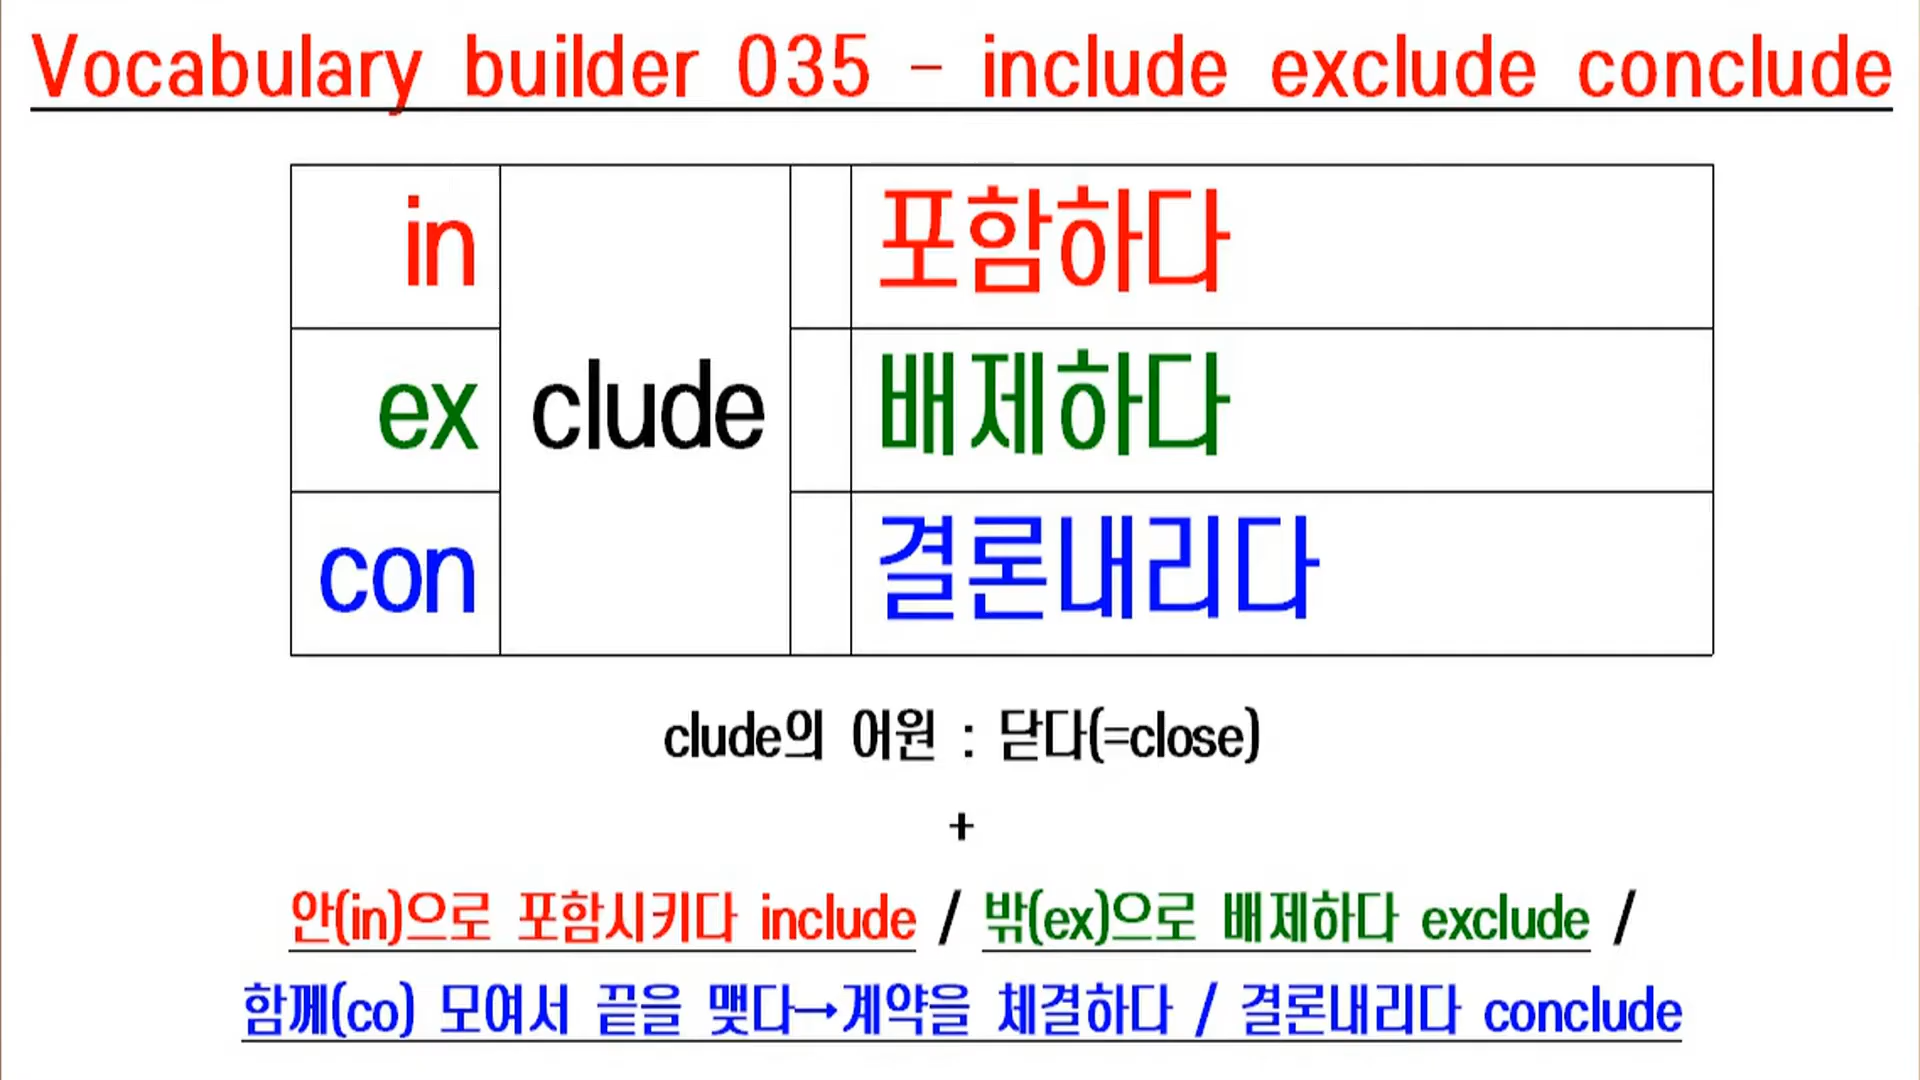 Vocabulary builder 035 - include exclude conclude
in
포함하다
ex
clude
배제하다
con
결론내리다
clude의 어원 : 닫다(=close)
+
안(in)으로 포함시키다 include / 밖(ex)으로 배제하다 exclude /
함께(co) 모여서 끝을 맺다→계약을 체결하다 / 결론내리다 conclude